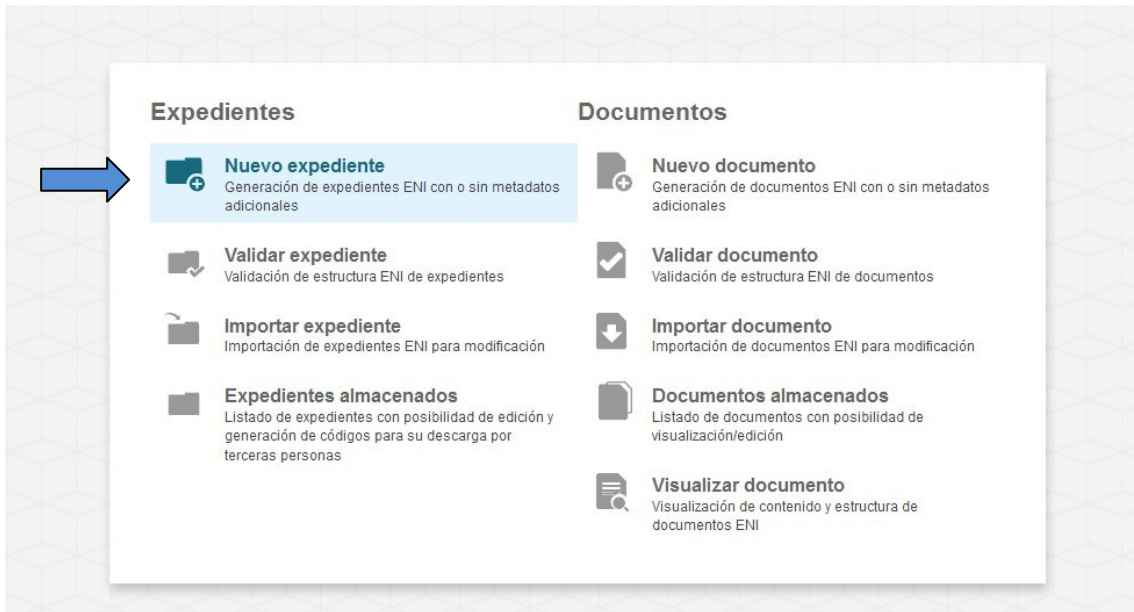 Expedientes
Nuevo expediente
Generación de expedientes ENI con o sin metadatos
adicionales
Validar expediente
Validación de estructura ENI de expedientes
Importar expediente
Importación de expedientes ENI para modificación
Expedientes almacenados
Listado de expedientes con posibilidad de edición y
generación de códigos para su descarga por
terceras personas
Documentos
Nuevo documento
Generación de documentos ENI con o sin metadatos
adicionales
Validar documento
Validación de estructura ENI de documentos
Importar documento
Importación de documentos ENI para modificación
Documentos almacenados
Listado de documentos con posibilidad de
visualización/edición
Visualizar documento
Visualización de contenido y estructura de
documentos ENI